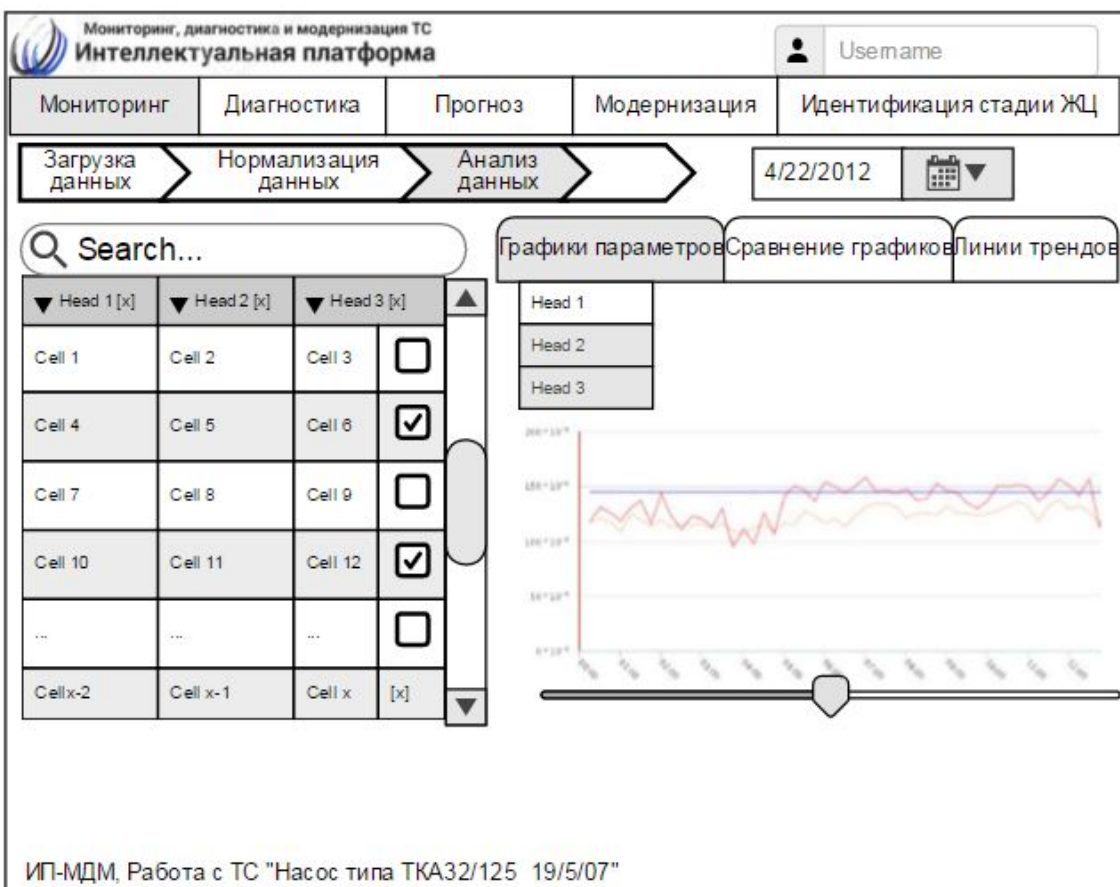 Мониторинг, диагностика и модернизация ТС
Интеллектуальная платформа
Username
Мониторинг
Диагностика
Прогноз
Модернизация
Идентификация стадии ЖЦ
Загрузка
данных
Нормализация
данных
Анализ
данных
4/22/2012
Search...
Графики параметров
Сравнение графиков
Линии трендов
Head 1 [x]
Head 2 [x]
Head 3 [x]
Cell 1
Cell 2
Cell 3
Cell 4
Cell 5
Cell 6
Cell 7
Cell 8
Cell 9
Cell 10
Cell 11
Cell 12
...
...
...
Cellx-2
Cell x-1
Cell x
[x]
Head 1
Head 2
Head 3
ИП-МДМ, Работа с ТС "Насос типа ТКА32/125 19/5/07"